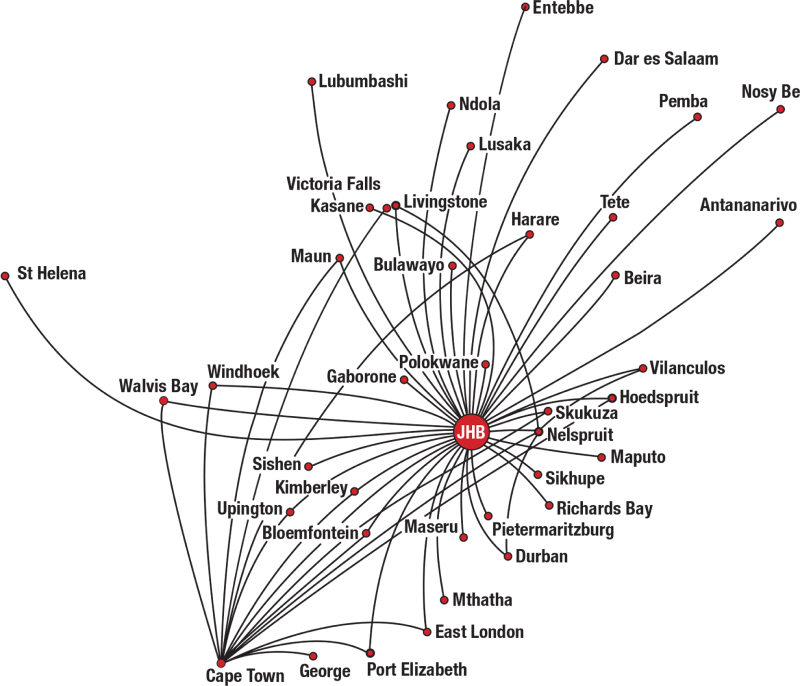 Entebbe
Dar es Salaam
Lubumbashi
Nosy Be
Pemba
Ndola
Lusaka
Victoria Falls
Kasane
Livingstone
Tete
Antananarivo
Harare
Maun
Bulawayo
St Helena
Beira
Polokwane
Vilanculos
Windhoek
Gaborone
Walvis Bay
Hoedspruit
Skukuza
JHB
Nelspruit
Maputo
Sishen
Sikhupe
Kimberley
Upington
Richards Bay
Maseru
Pietermaritzburg
Bloemfontein
Durban
Mthatha
East London
Cape Town
George
Port Elizabeth